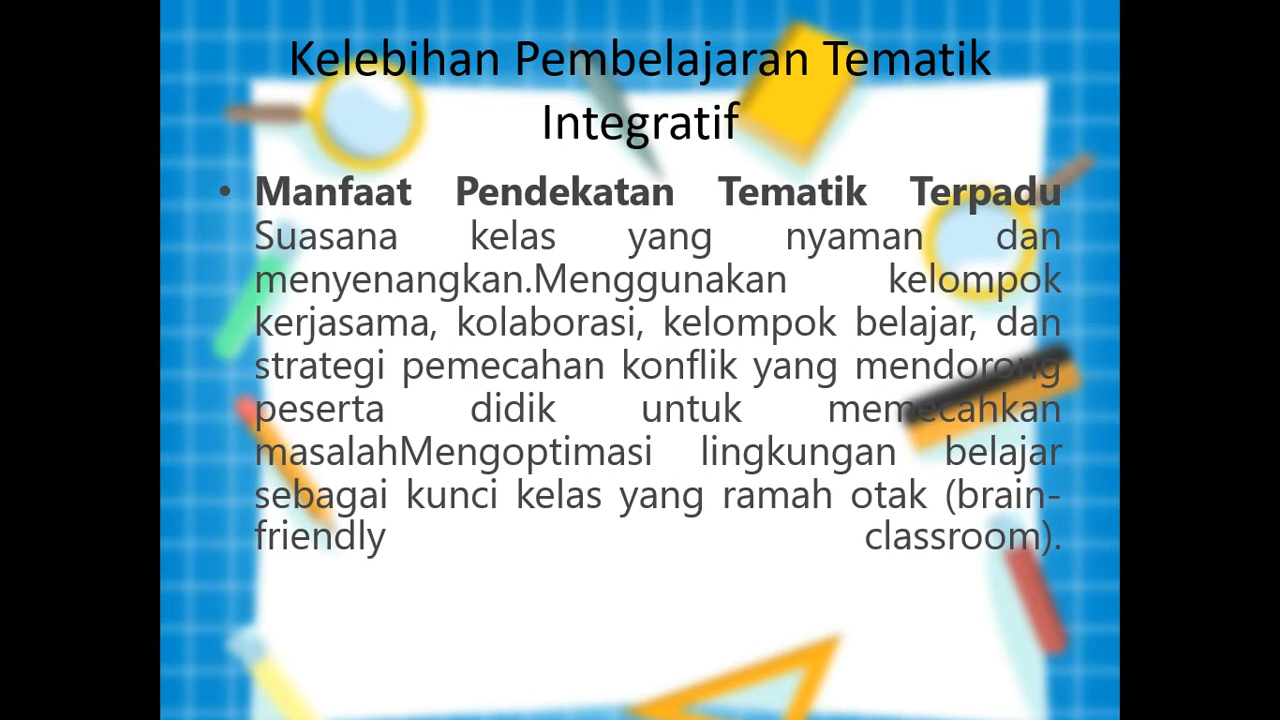 Kelebihan Pembelajaran Tematik
Integratif
• Manfaat Pendekatan Tematik Terpadu
Suasana kelas yang nyaman dan
menyenangkan.Menggunakan kelompok
kerjasama, kolaborasi, kelompok belajar, dan
strategi pemecahan konflik yang mendorong
peserta didik untuk memecahkan
masalahMengoptimasi lingkungan belajar
sebagai kunci kelas yang ramah otak (brain-
friendly classroom).